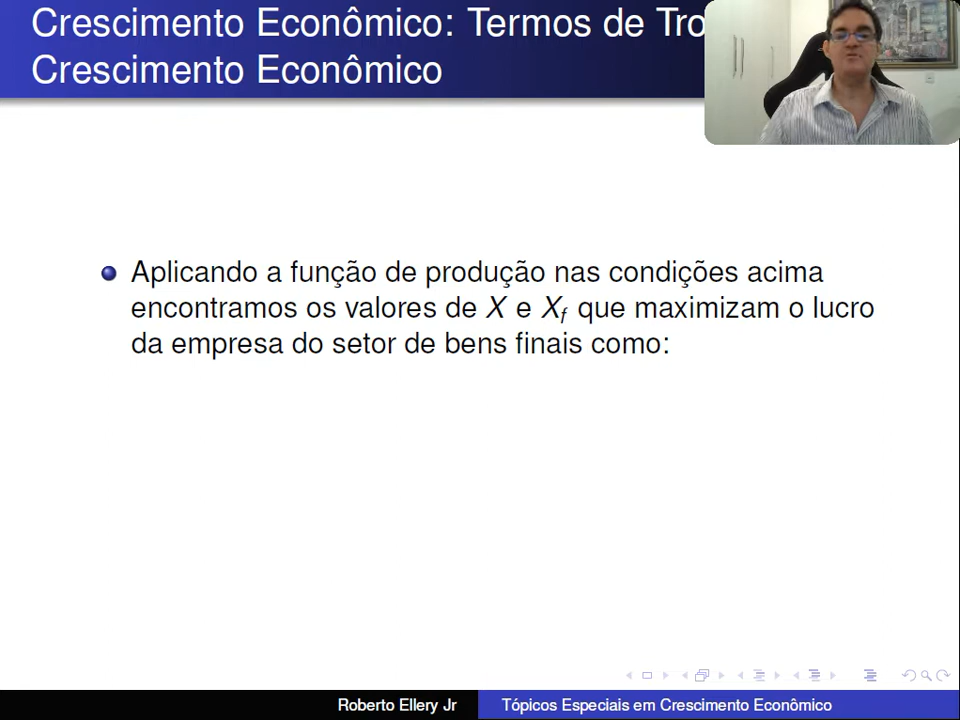 Crescimento Econômico: Termos de Tro
Crescimento Econômico
Aplicando a função de produção nas condições acima
encontramos os valores de X e X_f que maximizam o lucro
da empresa do setor de bens finais como:
Roberto Ellery Jr
Tópicos Especiais em Crescimento Econômico